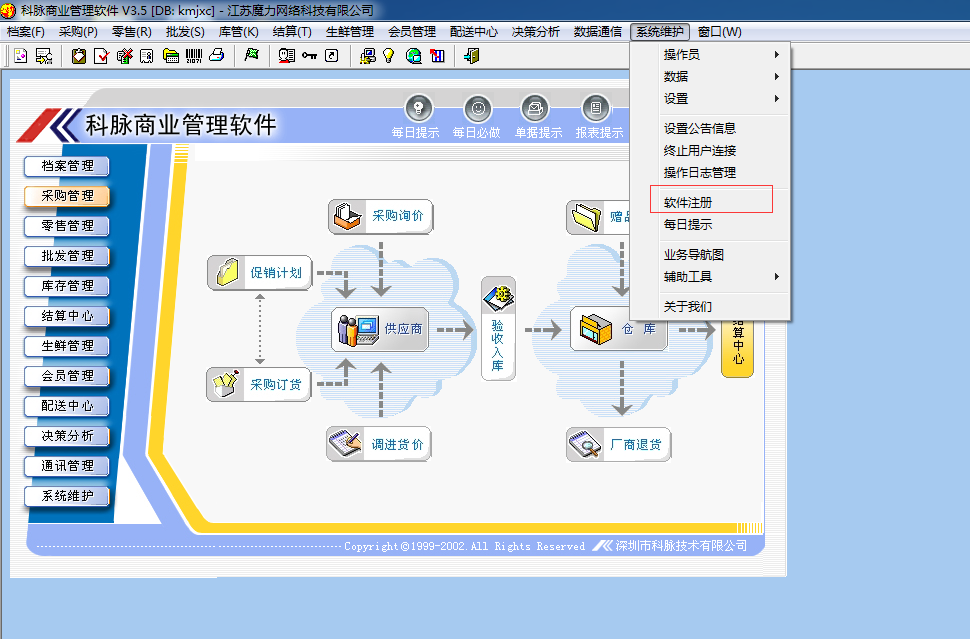 科脉商业管理软件 V3.5 [DB: kmjxc] - 江苏魔力网络科技有限公司
档案(F) 采购(P) 零售(R) 批发(S) 库管(K) 结算(T) 生鲜管理 会员管理 配送中心 决策分析 数据通信 系统维护 窗口(W)
操作员
数据
设置
设置公告信息
终止用户连接
操作日志管理
软件注册
每日提示
业务导航图
辅助工具
关于我们
科脉商业管理软件
每日提示 每日必做 单据提示 报表提示
档案管理
采购管理
零售管理
批发管理
库存管理
结算中心
生鲜管理
会员管理
配送中心
决策分析
通讯管理
系统维护
采购询价
促销计划
供应商
采购订货
调进货价
验收入库
赠品
仓 库
厂商退货
结算中心
Copyright©1999-2002.All Rights Reserved 深圳市科脉技术有限公司